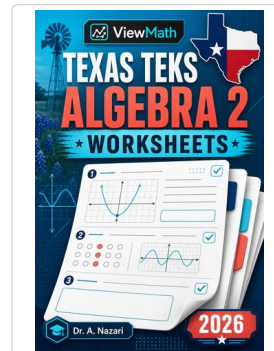 ViewMath
TEXAS TEKS
ALGEBRA 2
★ WORKSHEETS ★
1
2
3
Dr. A. Nazari
2026